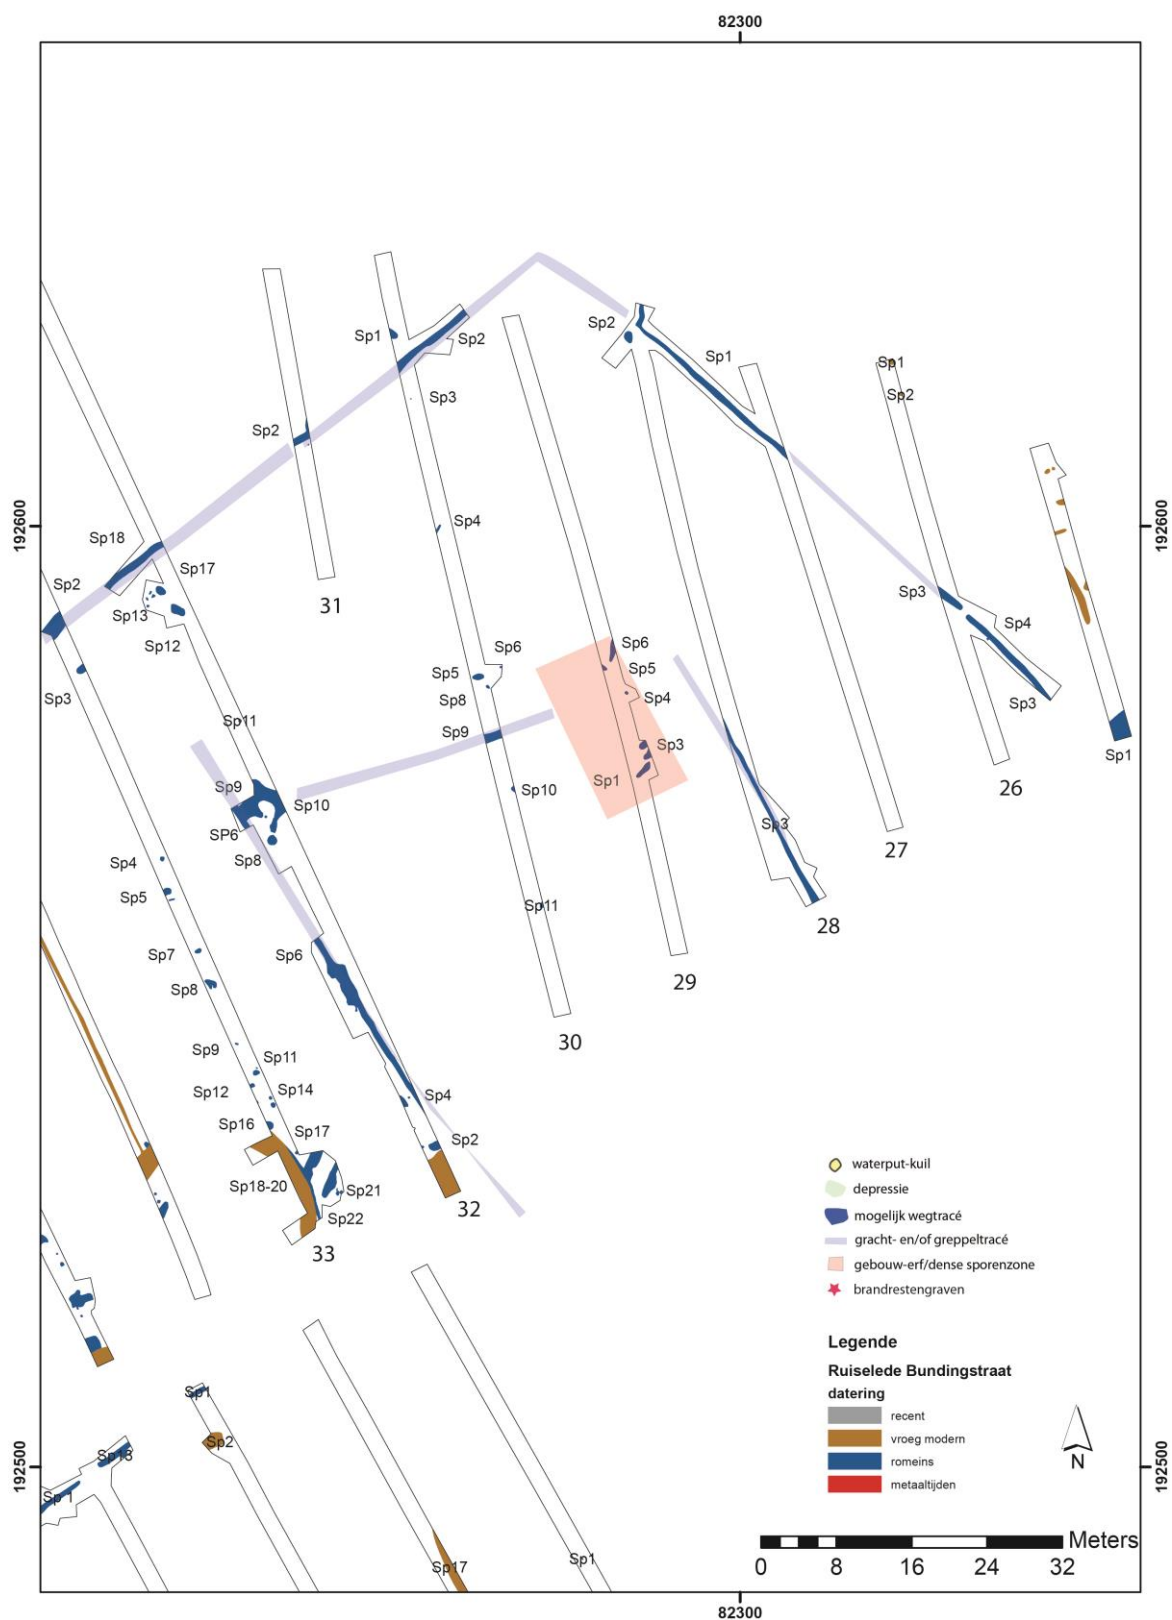 82300
Sp1
Sp2
Sp2
Sp1
Sp1
Sp3
Sp2
Sp2
192600
192600
Sp4
Sp18
Sp17
Sp2
31
Sp3
Sp13
Sp4
Sp12
Sp6
Sp6
Sp5
Sp5
Sp3
Sp8
Sp4
Sp3
Sp11
Sp9
Sp3
Sp1
Sp9
Sp10
Sp1
Sp10
26
SP6
Sp3
Sp8
27
Sp4
Sp5
Sp11
28
Sp7
Sp6
29
Sp8
30
Sp9
Sp11
Sp12
Sp14
Sp4
Sp16
Sp17
Sp2
Sp18-20
Sp21
32
Sp22
33
waterput-kuil
depressie
mogelijk wegtracé
gracht- en/of greppeltracé
gebouw-erf/dense sporenzone
brandrestengraven
Legende
Ruiselede Bundingstraat
datering
recent
vroeg modern
romeins
metaaltijden
N
Sp1
Sp2
Sp13
Sp 1
192500
192500
Sp17
Sp1
Meters
0 8 16 24 32
82300